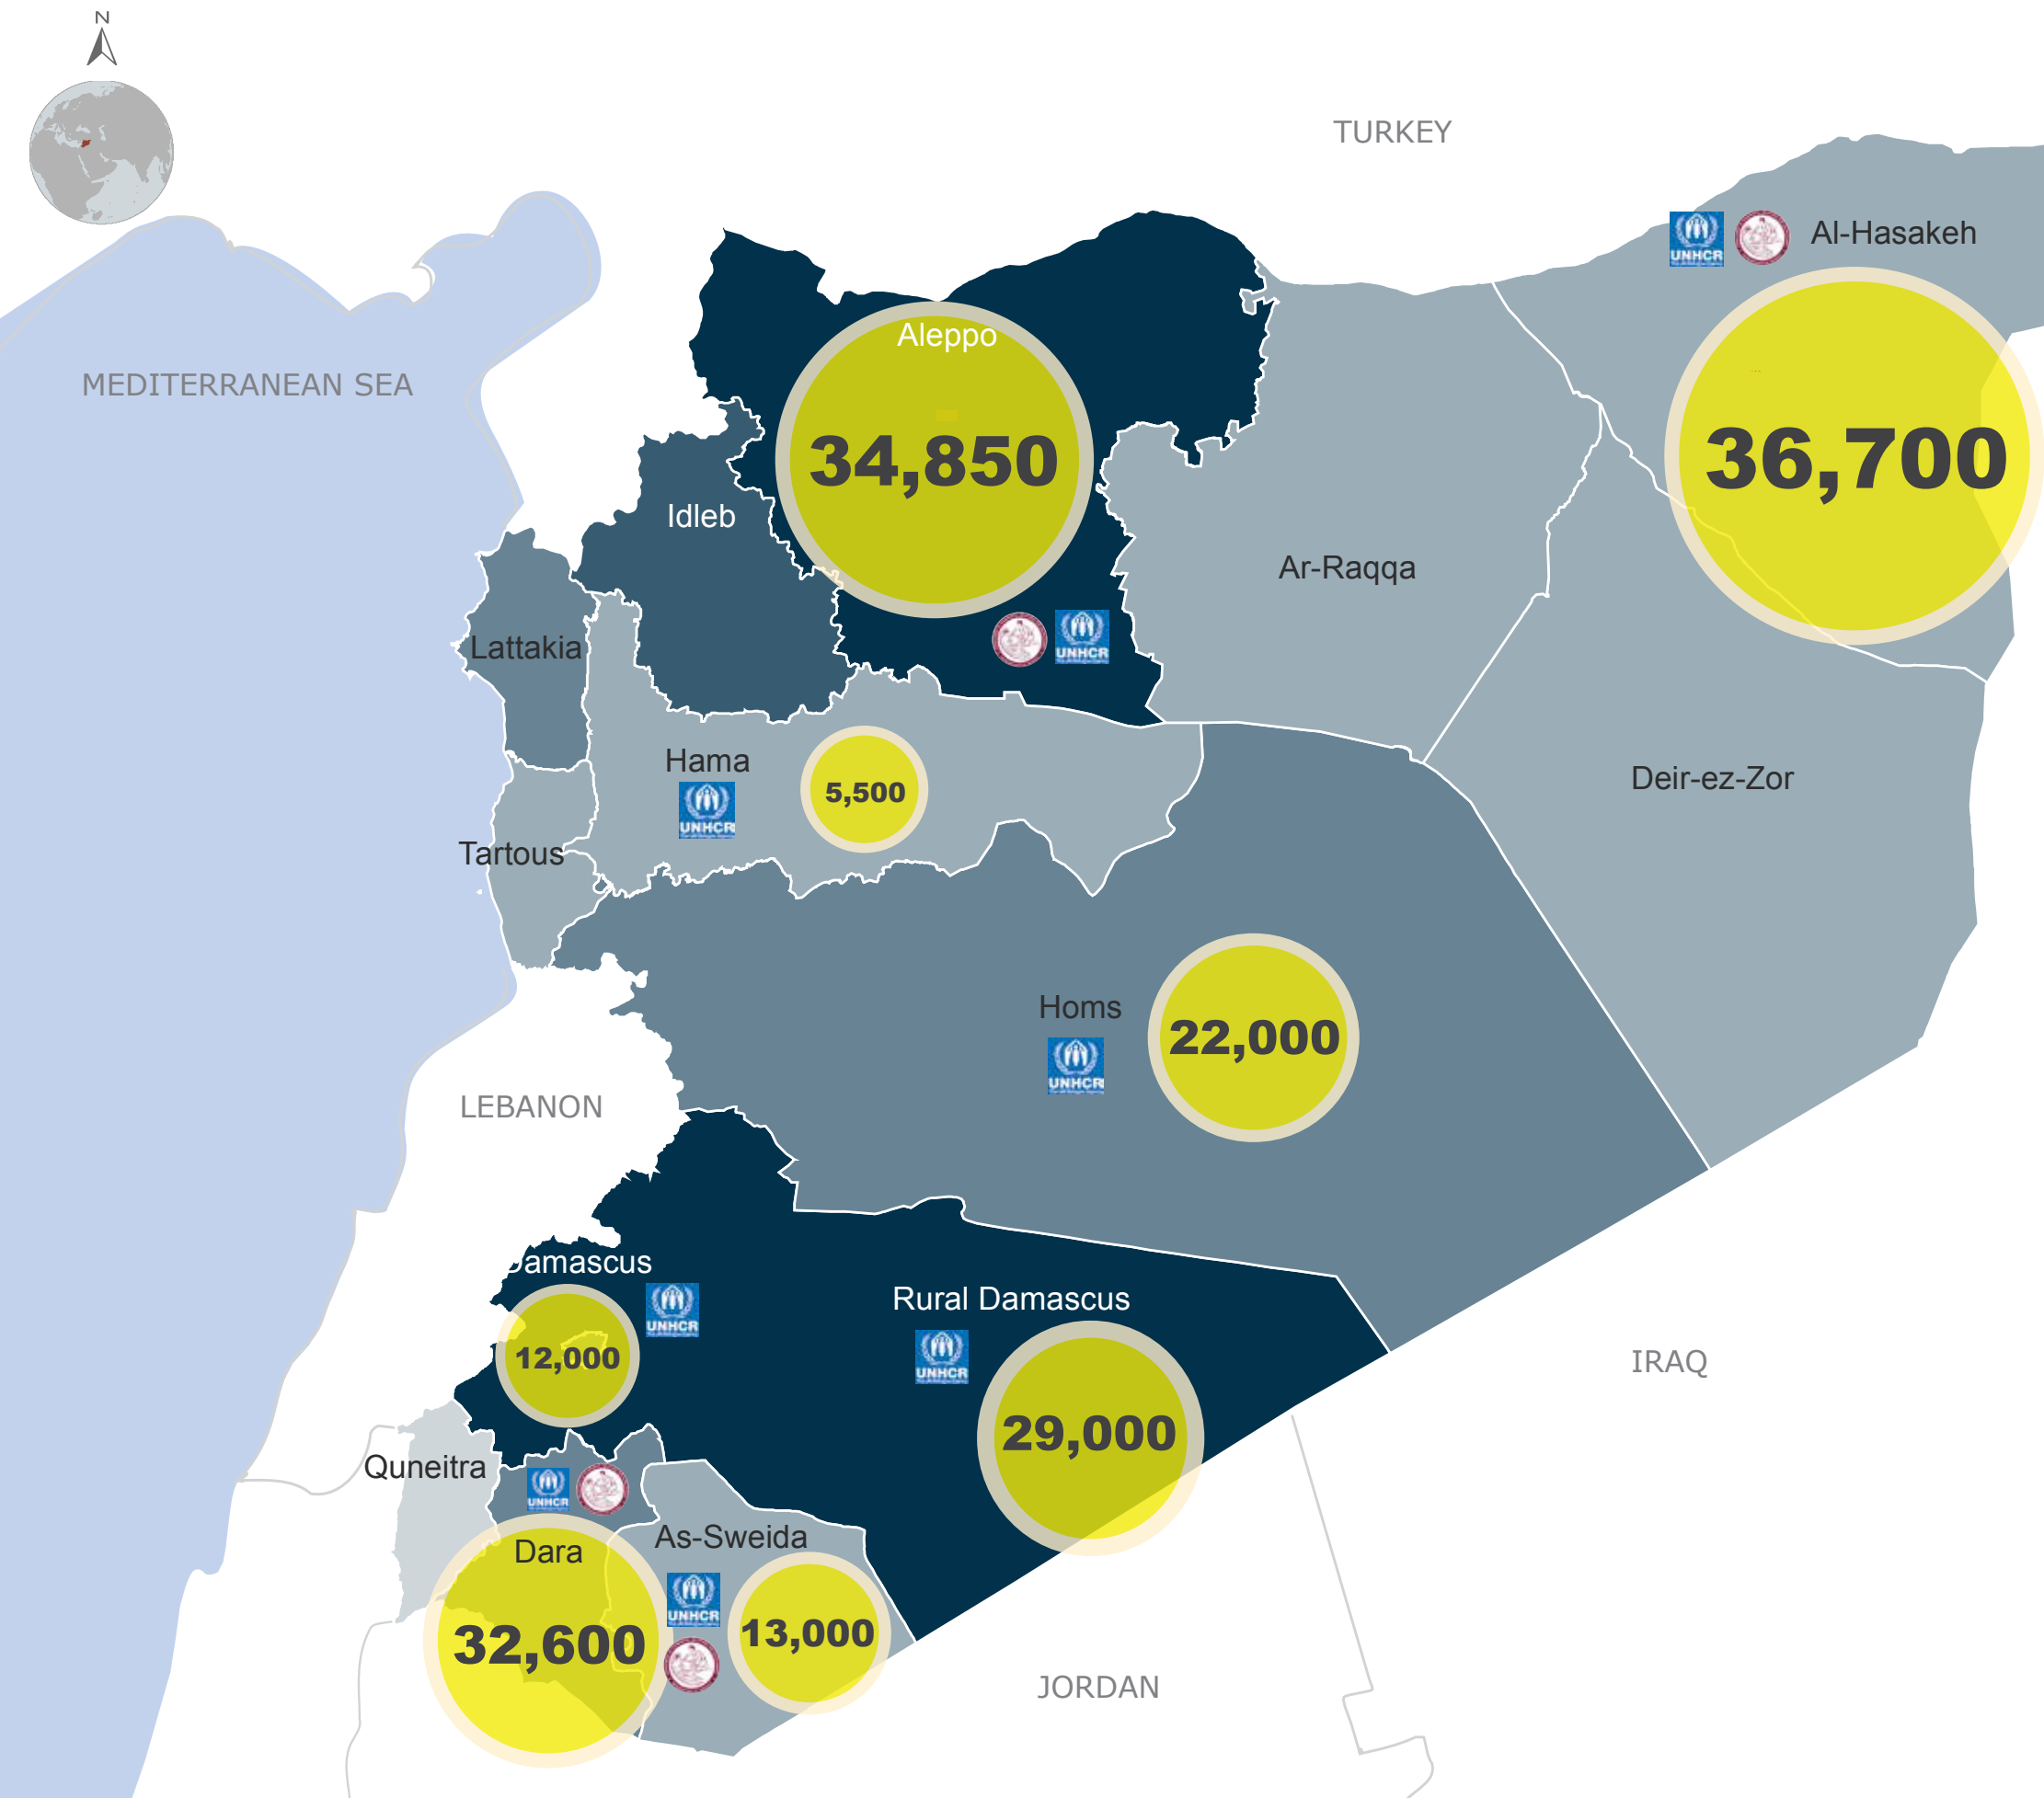 N
TURKEY
UNHCR
Al-Hasakeh
Aleppo
MEDITERRANEAN SEA
34,850
36,700
Idleb
Ar-Raqqa
UNHCR
Lattakia
Hama
5,500
UNHCR
Deir-ez-Zor
Tartous
Homs
22,000
UNHCR
LEBANON
Damascus
UNHCR
Rural Damascus
UNHCR
12,000
IRAQ
29,000
Quneitra
UNHCR
As-Sweida
Dara
UNHCR
32,600
13,000
JORDAN